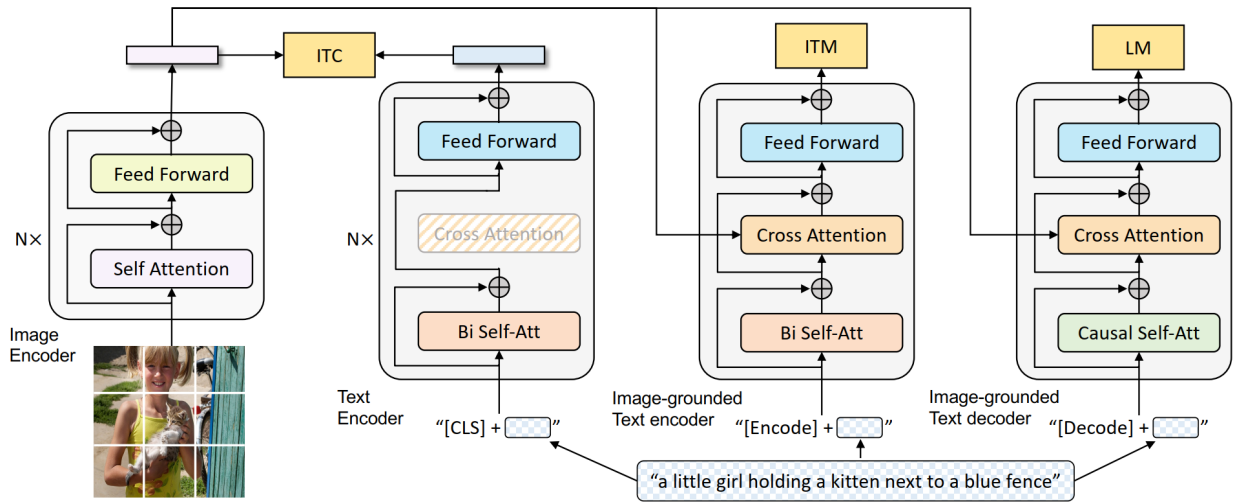 ITC
ITM
LM
N×
Feed Forward
Self Attention
Image
Encoder
N×
Feed Forward
Cross Attention
Bi Self-Att
Text
Encoder
“[CLS] + ”
Feed Forward
Cross Attention
Bi Self-Att
Image-grounded
Text encoder
“[Encode] + ”
Feed Forward
Cross Attention
Causal Self-Att
Image-grounded
Text decoder
“[Decode] + ”
“a little girl holding a kitten next to a blue fence”